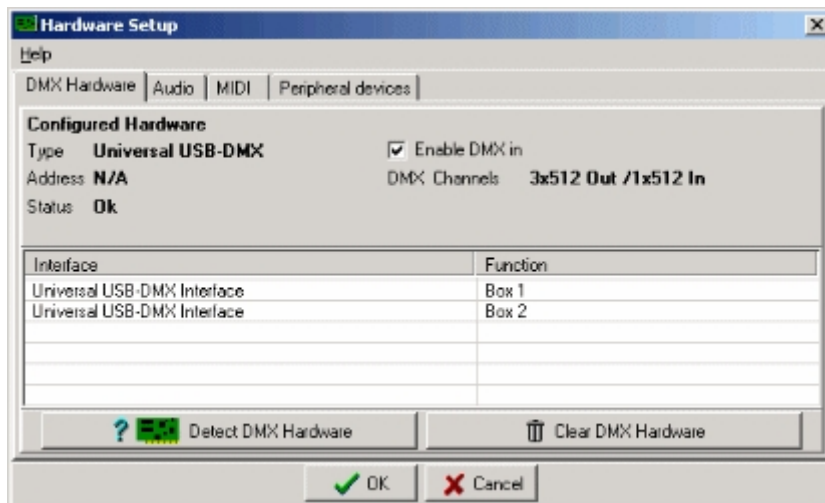 Hardware Setup
Help
DMX Hardware Audio MIDI Peripheral devices
Configured Hardware
Type Universal USB-DMX Enable DMX in
Address N/A DMX Channels 3x512 Out /1x512 In
Status Ok
Interface Function
Universal USB-DMX Interface Box 1
Universal USB-DMX Interface Box 2
? Detect DMX Hardware Clear DMX Hardware
OK Cancel